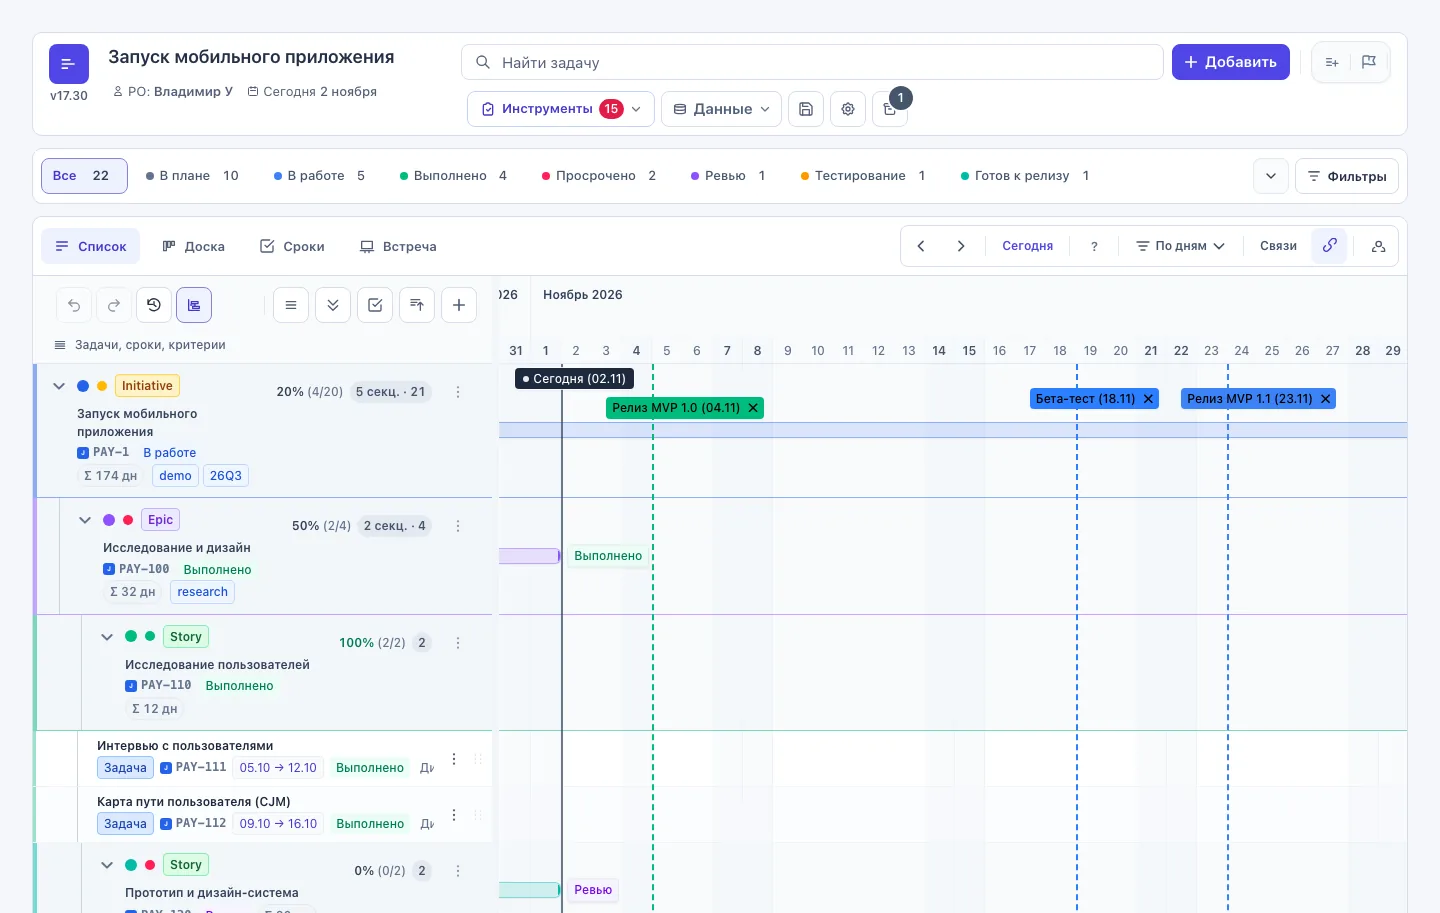 Запуск мобильного приложения
v17.30
PO: Владимир У
Сегодня 2 ноября
Найти задачу
+ Добавить
Инструменты 15
Данные
1
Все 22
В плане 10
В работе 5
Выполнено 4
Просрочено 2
Ревью 1
Тестирование 1
Готов к релизу 1
Фильтры
Список
Доска
Сроки
Встреча
Сегодня
?
По дням
Связи
Задачи, сроки, критерии
Ноябрь 2026
31 1 2 3 4 5 6 7 8 9 10 11 12 13 14 15 16 17 18 19 20 21 22 23 24 25 26 27 28 29
Сегодня (02.11)
Релиз MVP 1.0 (04.11) ✕
Бета-тест (18.11) ✕
Релиз MVP 1.1 (23.11) ✕
Initiative
20% (4/20) 5 секц. · 21
Запуск мобильного
приложения
PAY-1 В работе
Σ 174 дн demo 26Q3
Epic
50% (2/4) 2 секц. · 4
Исследование и дизайн
PAY-100 Выполнено
Σ 32 дн research
Выполнено
Story
100% (2/2) 2
Исследование пользователей
PAY-110 Выполнено
Σ 12 дн
Интервью с пользователями
Задача PAY-111 05.10 → 12.10 Выполнено
Карта пути пользователя (CJM)
Задача PAY-112 09.10 → 16.10 Выполнено
Story
0% (0/2) 2
Прототип и дизайн-система
Ревью